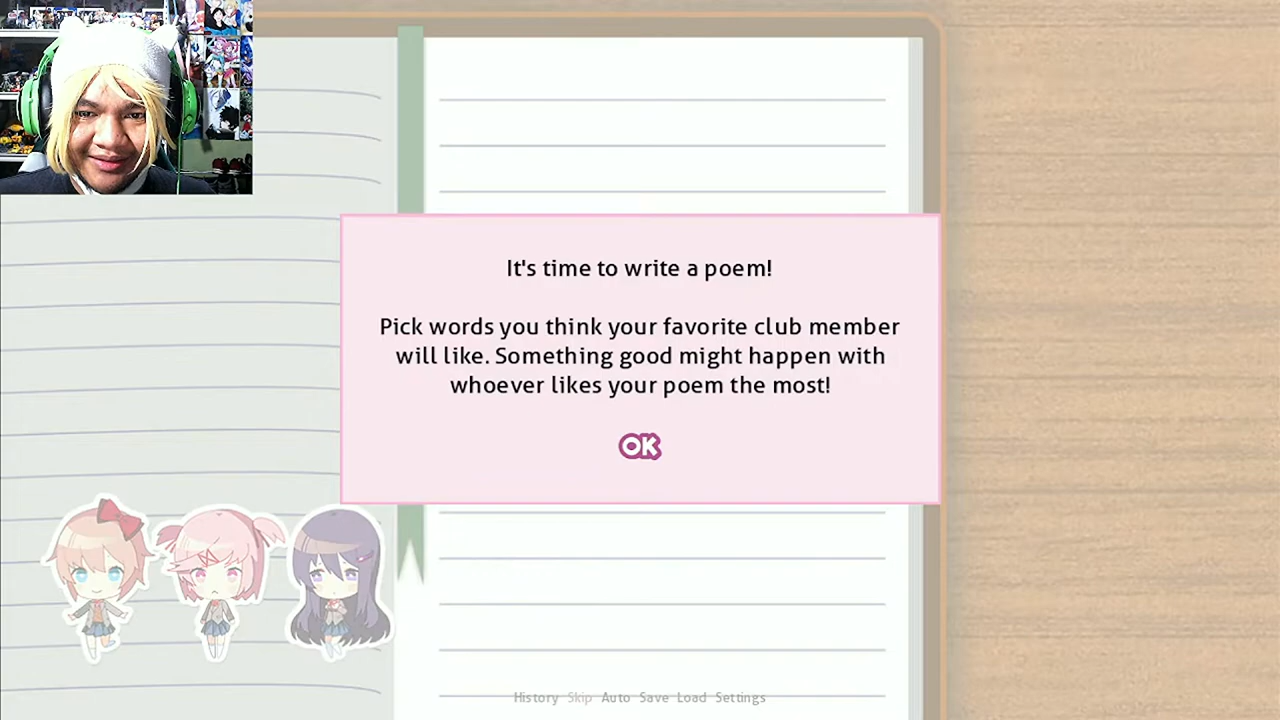 It's time to write a poem!
Pick words you think your favorite club member
will like. Something good might happen with
whoever likes your poem the most!
OK
History Skip Auto Save Load Settings